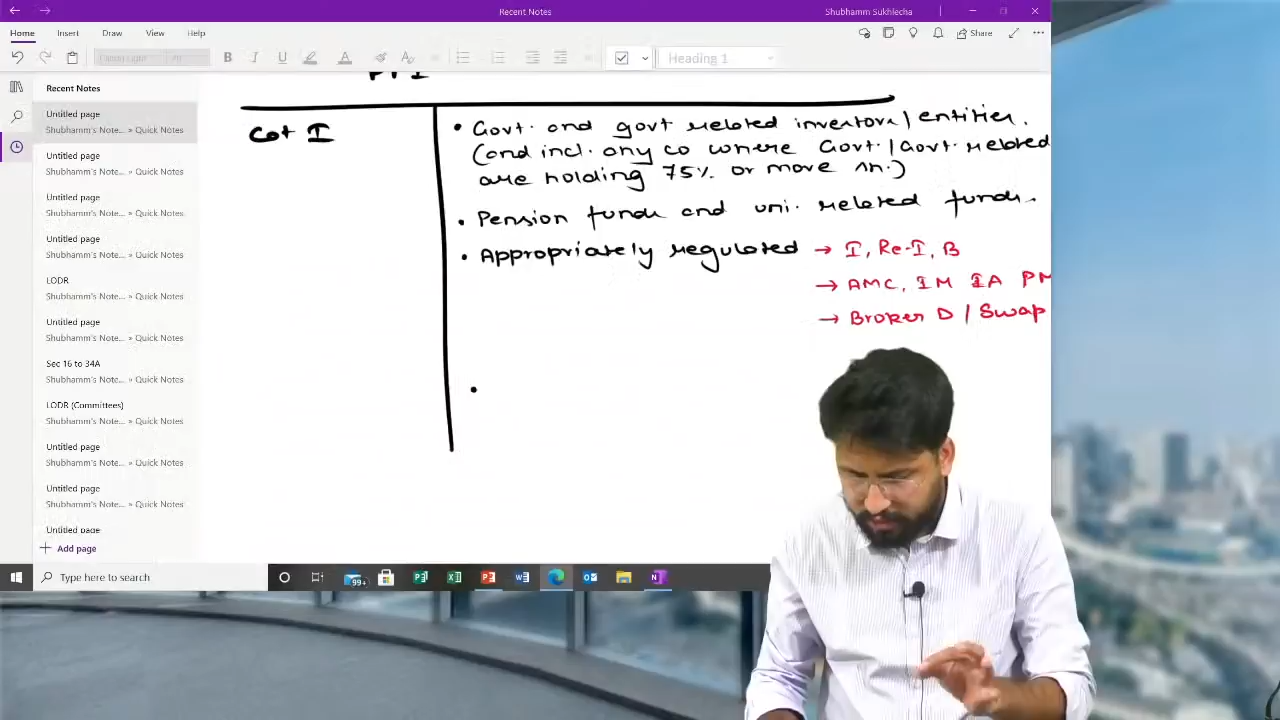 Recent Notes
Shubhamm Sukhlecha
Home Insert Draw View Help
Share
B I U
Heading 1
Recent Notes
Untitled page
Shubhamm's Note... » Quick Notes
Untitled page
Shubhamm's Note... » Quick Notes
Untitled page
Shubhamm's Note... » Quick Notes
Untitled page
Shubhamm's Note... » Quick Notes
LODR
Shubhamm's Note... » Quick Notes
Untitled page
Shubhamm's Note... » Quick Notes
Sec 16 to 34A
Shubhamm's Note... » Quick Notes
LODR (Committees)
Shubhamm's Note... » Quick Notes
Untitled page
Shubhamm's Note... » Quick Notes
Untitled page
Shubhamm's Note... » Quick Notes
Untitled page
+ Add page
Cat I
• Govt. and govt related investors/entities.
(and incl. any co where Govt./Govt. related
are holding 75% or more sh.)
• Pension funds and uni. related funds.
• Appropriately regulated → I, Re-I, B
→ AMC, IM IA PM
→ Broker D / Swap
•
Type here to search
99+